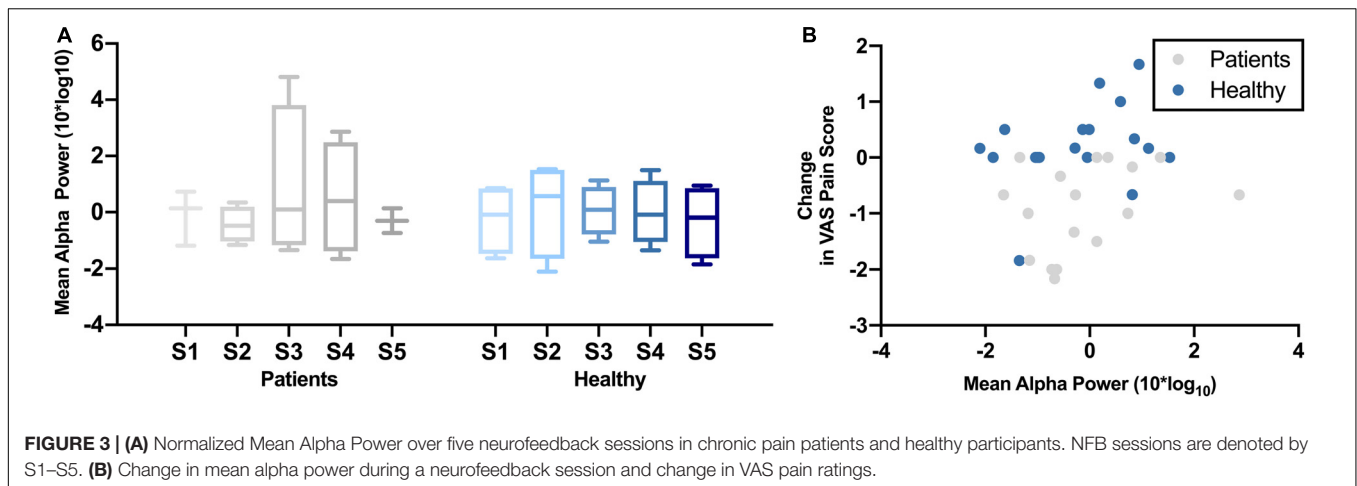 A
Mean Alpha Power (10*log10)
6
4
2
0
-2
-4
S1 S2 S3 S4 S5 S1 S2 S3 S4 S5
Patients Healthy
B
Change
in VAS Pain Score
2
1
0
-1
-2
-3
-4 -2 0 2 4
Mean Alpha Power (10*log10)
Patients
Healthy
FIGURE 3 | (A) Normalized Mean Alpha Power over five neurofeedback sessions in chronic pain patients and healthy participants. NFB sessions are denoted by
S1–S5. (B) Change in mean alpha power during a neurofeedback session and change in VAS pain ratings.